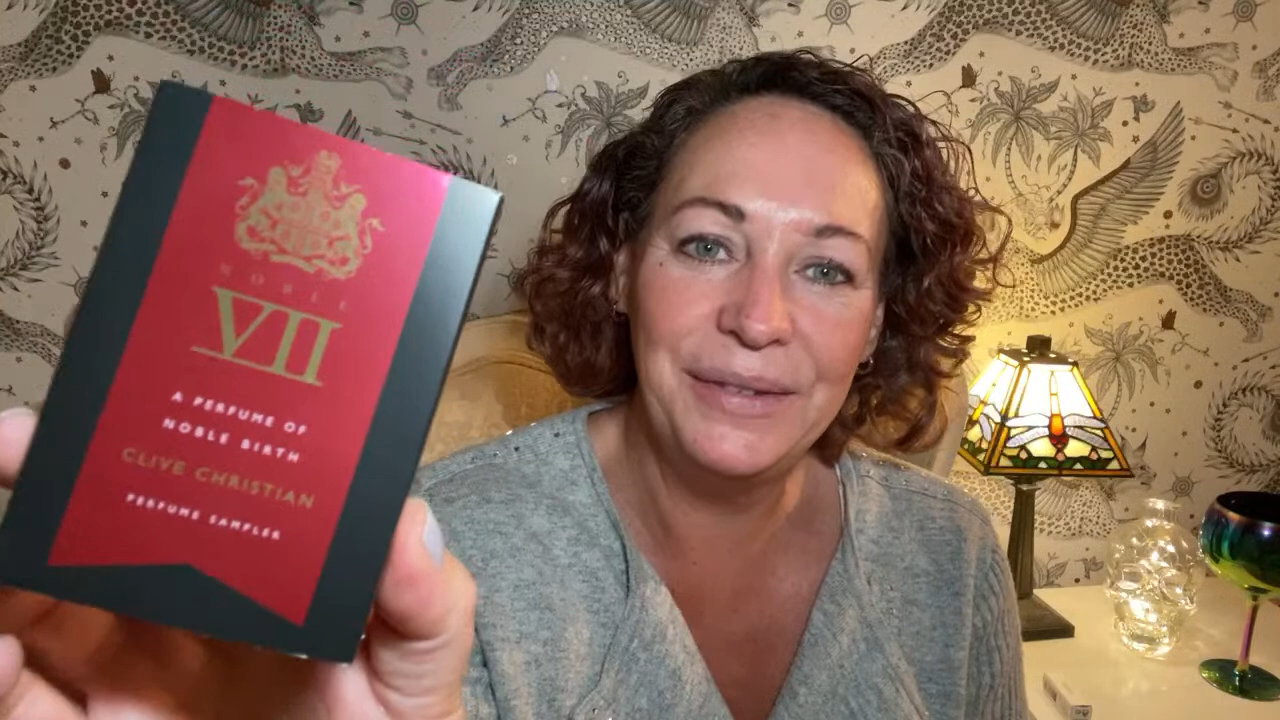 NOBLE
VII
A PERFUME OF
NOBLE BIRTH
CLIVE CHRISTIAN
PERFUME SAMPLER